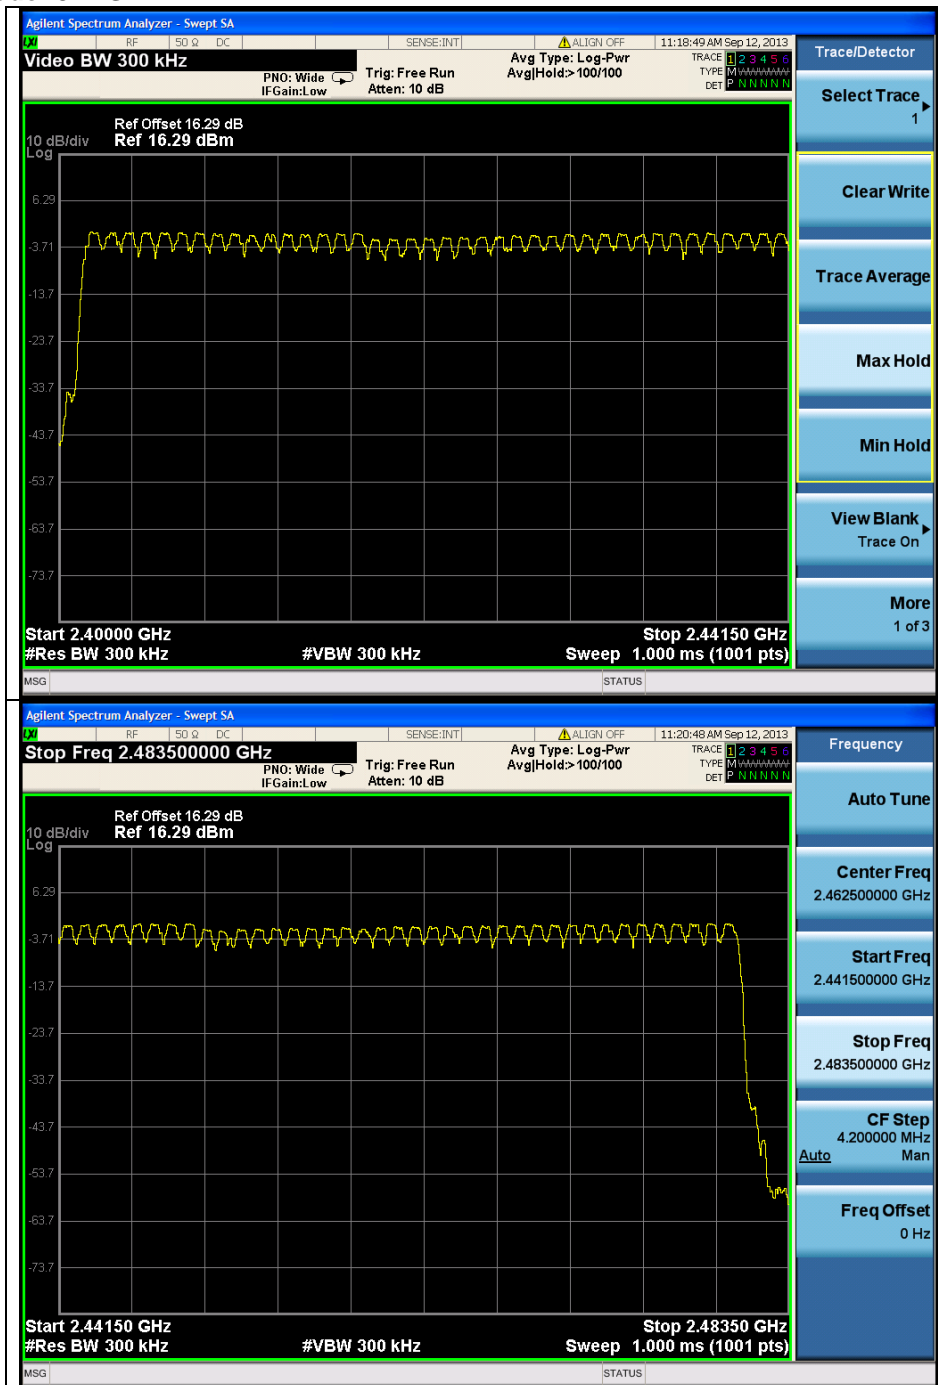 Agilent Spectrum Analyzer - Swept SA
LXI RF 50 Ω DC SENSE:INT ALIGN OFF 11:18:49 AM Sep 12, 2013
Video BW 300 kHz
PNO: Wide
IFGain:Low
Trig: Free Run
Atten: 10 dB
Avg Type: Log-Pwr
Avg|Hold:>100/100
TRACE 1 2 3 4 5 6
TYPE M WWWWW
DET P N N N N N
Trace/Detector
Select Trace
1
Clear Write
Trace Average
Max Hold
Min Hold
View Blank
Trace On
More
1 of 3
Ref Offset 16.29 dB
10 dB/div Ref 16.29 dBm
Log
6.29
-3.71
-13.7
-23.7
-33.7
-43.7
-53.7
-63.7
-73.7
Start 2.40000 GHz Stop 2.44150 GHz
#Res BW 300 kHz #VBW 300 kHz Sweep 1.000 ms (1001 pts)
MSG STATUS
Agilent Spectrum Analyzer - Swept SA
LXI RF 50 Ω DC SENSE:INT ALIGN OFF 11:20:48 AM Sep 12, 2013
Stop Freq 2.483500000 GHz
PNO: Wide
IFGain:Low
Trig: Free Run
Atten: 10 dB
Avg Type: Log-Pwr
Avg|Hold:>100/100
TRACE 1 2 3 4 5 6
TYPE M WWWWW
DET P N N N N N
Frequency
Auto Tune
Center Freq
2.462500000 GHz
Start Freq
2.441500000 GHz
Stop Freq
2.483500000 GHz
CF Step
4.200000 MHz
Auto Man
Freq Offset
0 Hz
Ref Offset 16.29 dB
10 dB/div Ref 16.29 dBm
Log
6.29
-3.71
-13.7
-23.7
-33.7
-43.7
-53.7
-63.7
-73.7
Start 2.44150 GHz Stop 2.48350 GHz
#Res BW 300 kHz #VBW 300 kHz Sweep 1.000 ms (1001 pts)
MSG STATUS